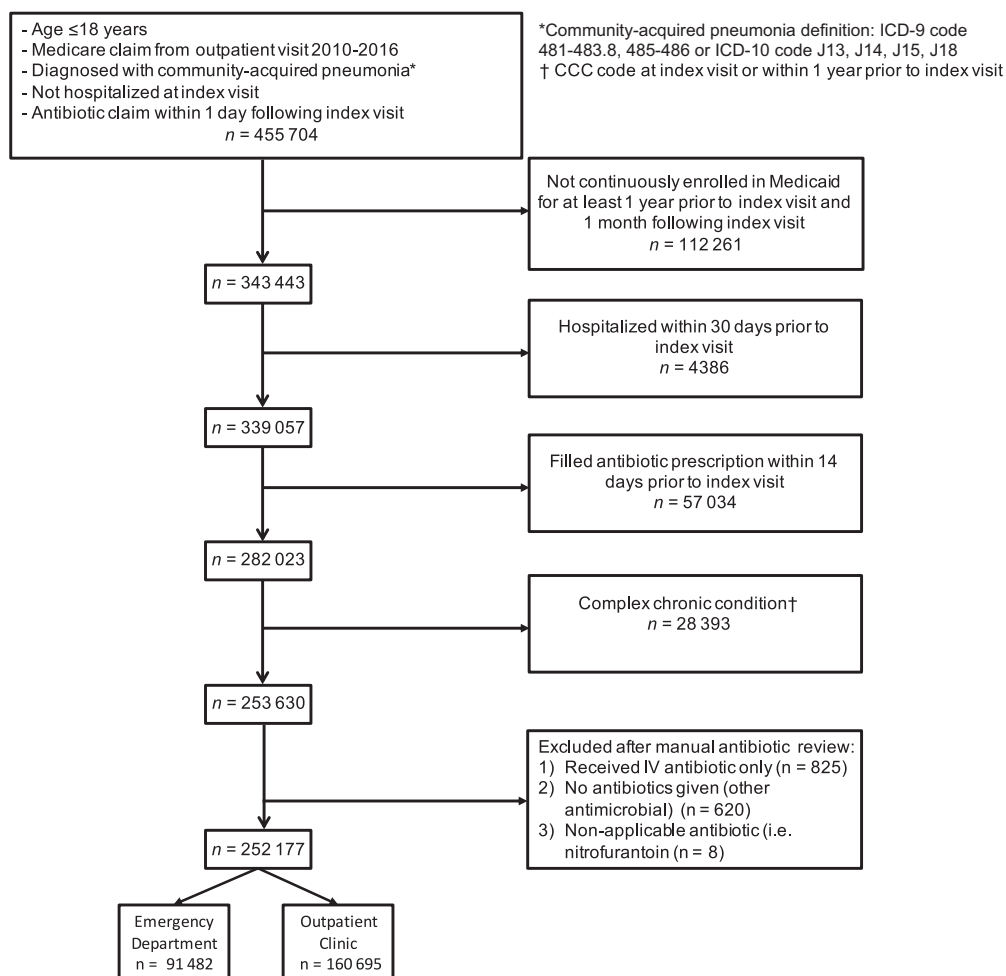 - Age ≤18 years
- Medicare claim from outpatient visit 2010-2016
- Diagnosed with community-acquired pneumonia*
- Not hospitalized at index visit
- Antibiotic claim within 1 day following index visit
n = 455 704
*Community-acquired pneumonia definition: ICD-9 code
481-483.8, 485-486 or ICD-10 code J13, J14, J15, J18
† CCC code at index visit or within 1 year prior to index visit
Not continuously enrolled in Medicaid
for at least 1 year prior to index visit and
1 month following index visit
n = 112 261
n = 343 443
Hospitalized within 30 days prior to
index visit
n = 4386
n = 339 057
Filled antibiotic prescription within 14
days prior to index visit
n = 57 034
n = 282 023
Complex chronic condition†
n = 28 393
n = 253 630
Excluded after manual antibiotic review:
1) Received IV antibiotic only (n = 825)
2) No antibiotics given (other
antimicrobial) (n = 620)
3) Non-applicable antibiotic (i.e.
nitrofurantoin (n = 8)
n = 252 177
Emergency
Department
n = 91 482
Outpatient
Clinic
n = 160 695